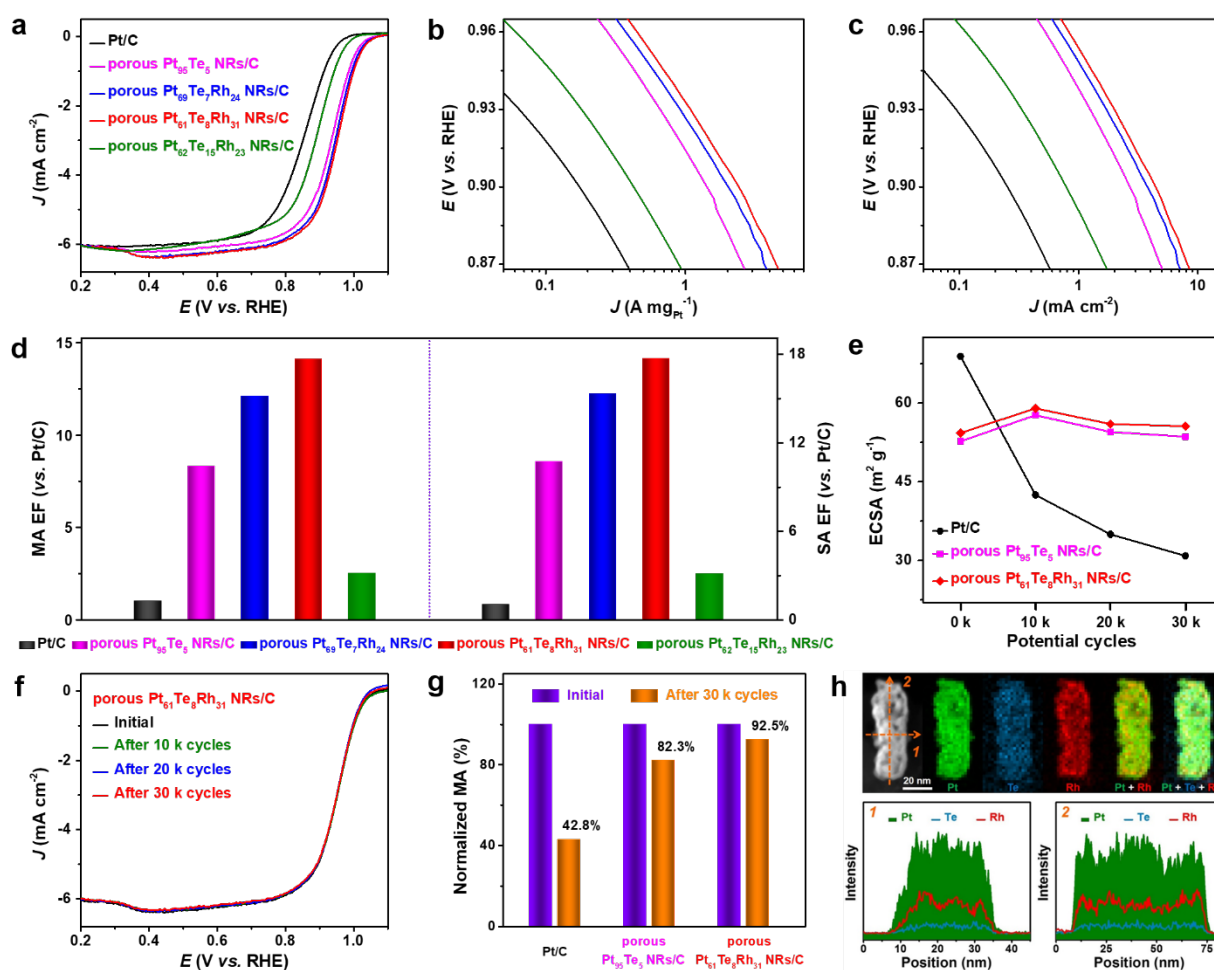 a
0
-2
-4
-6
0.2
0.4
0.6
0.8
1.0
J (mA cm⁻²)
E (V vs. RHE)
Pt/C
porous Pt₉₅Te₅ NRs/C
porous Pt₆₉Te₇Rh₂₄ NRs/C
porous Pt₆₁Te₈Rh₃₁ NRs/C
porous Pt₆₂Te₁₅Rh₂₃ NRs/C
b
0.96
0.93
0.90
0.87
0.1
1
E (V vs. RHE)
J (A mg_Pt⁻¹)
c
0.96
0.93
0.90
0.87
0.1
1
10
E (V vs. RHE)
J (mA cm⁻²)
d
15
10
5
0
MA EF (vs. Pt/C)
18
12
6
0
SA EF (vs. Pt/C)
Pt/C porous Pt₉₅Te₅ NRs/C porous Pt₆₉Te₇Rh₂₄ NRs/C porous Pt₆₁Te₈Rh₃₁ NRs/C porous Pt₆₂Te₁₅Rh₂₃ NRs/C
e
60
45
30
ECSA (m² g⁻¹)
Pt/C
porous Pt₉₅Te₅ NRs/C
porous Pt₆₁Te₈Rh₃₁ NRs/C
0 k 10 k 20 k 30 k
Potential cycles
f
0
-2
-4
-6
J (mA cm⁻²)
porous
Pt₆₁Te₈Rh₃₁ NRs/C
Initial
After 10 k cycles
After 20 k cycles
After 30 k cycles
0.2 0.4 0.6 0.8 1.0
E (V vs. RHE)
g
120
80
40
0
Normalized MA (%)
Initial
After 30 k cycles
42.8%
82.3%
92.5%
Pt/C
porous
Pt₉₅Te₅ NRs/C
porous
Pt₆₁Te₈Rh₃₁ NRs/C
h
2
1
20 nm
Pt
Te
Rh
Pt + Rh
Pt + Te + R
1
Pt Te Rh
Intensity
0 10 20 30 40
Position (nm)
2
Pt Te Rh
Intensity
0 25 50 75
Position (nm)